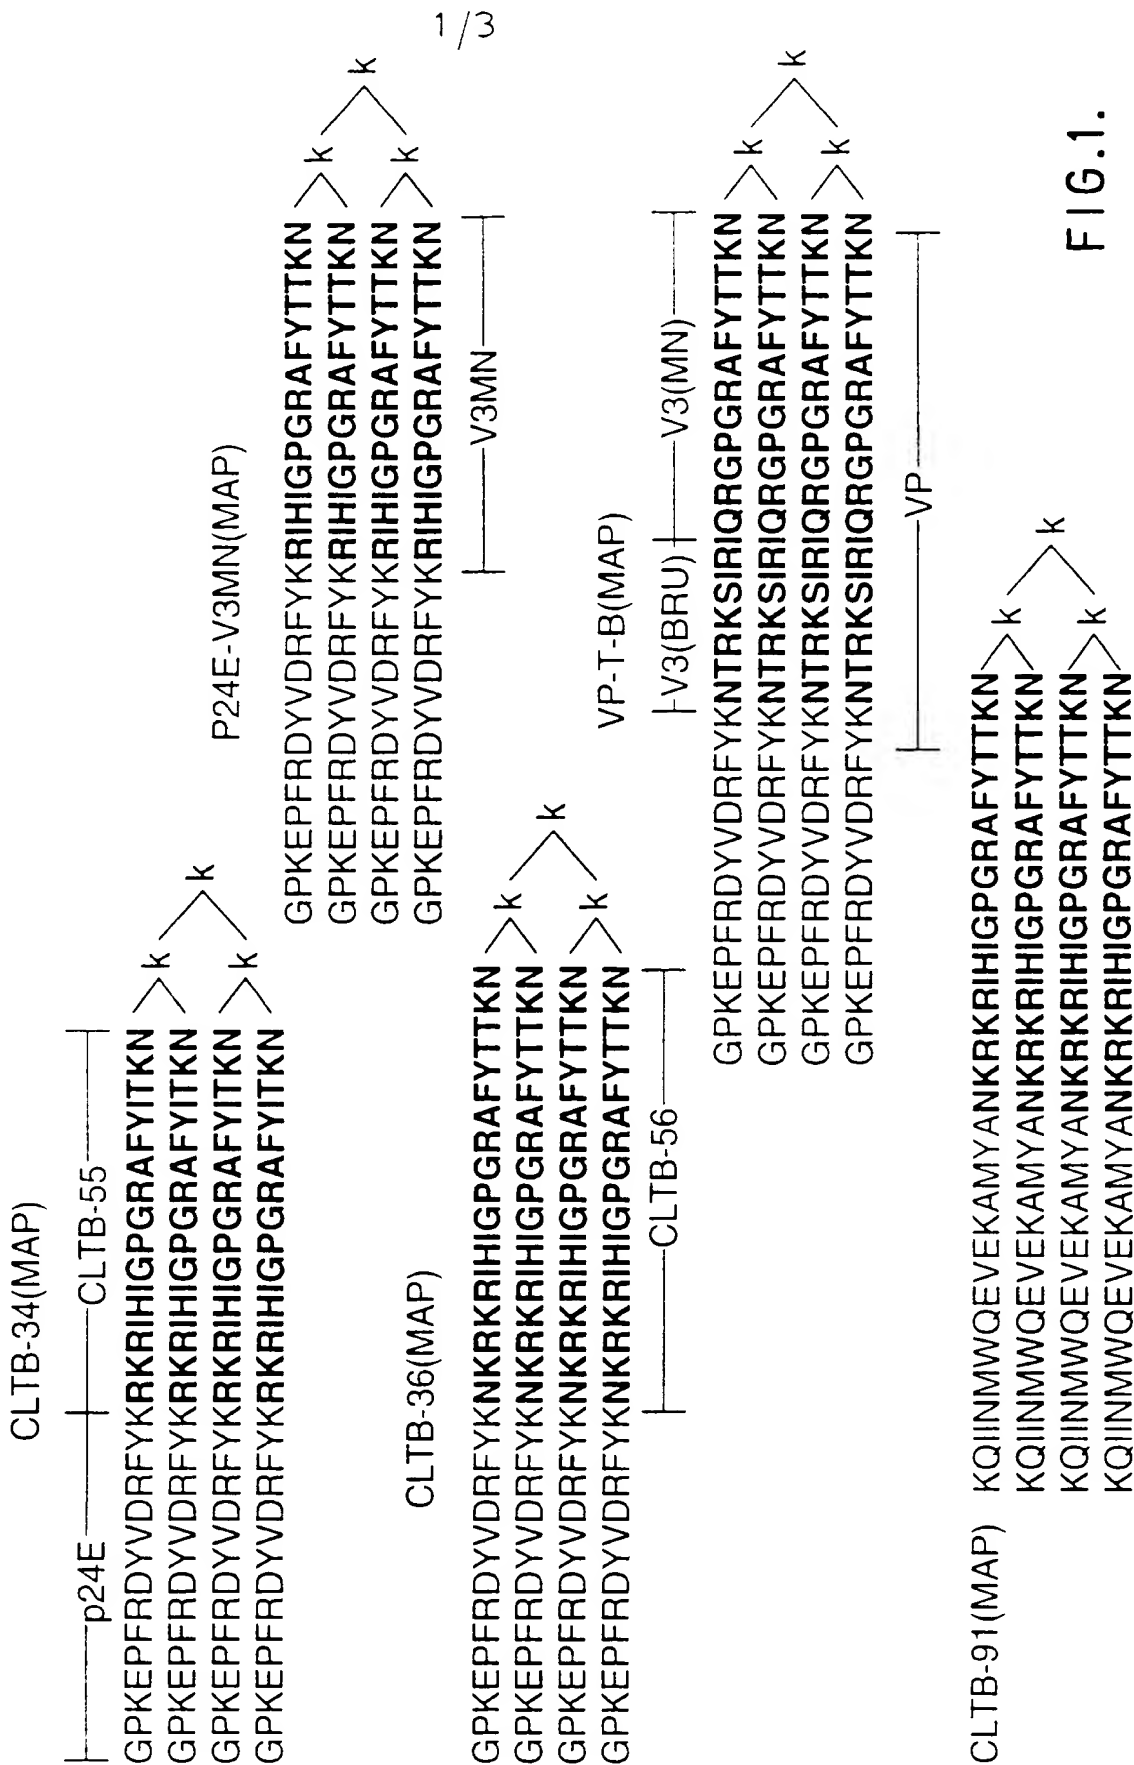 1/3
CLTB-34(MAP)
p24E
CLTB-55
GPKEPFRDYVDRFYKRKRIHIGPGRAFYITKN
GPKEPFRDYVDRFYKRKRIHIGPGRAFYITKN
GPKEPFRDYVDRFYKRKRIHIGPGRAFYITKN
GPKEPFRDYVDRFYKRKRIHIGPGRAFYITKN
k
k
k
P24E-V3MN(MAP)
GPKEPFRDYVDRFYKRIHIGPGRAFYTTKN
GPKEPFRDYVDRFYKRIHIGPGRAFYTTKN
GPKEPFRDYVDRFYKRIHIGPGRAFYTTKN
GPKEPFRDYVDRFYKRIHIGPGRAFYTTKN
k
k
k
V3MN
CLTB-36(MAP)
GPKEPFRDYVDRFYKNKRKRIHIGPGRAFYTTKN
GPKEPFRDYVDRFYKNKRKRIHIGPGRAFYTTKN
GPKEPFRDYVDRFYKNKRKRIHIGPGRAFYTTKN
GPKEPFRDYVDRFYKNKRKRIHIGPGRAFYTTKN
k
k
k
CLTB-56
VP-T-B(MAP)
V3(BRU)
V3(MN)
GPKEPFRDYVDRFYKNTRKSIRIQRGPGRAFYTTKN
GPKEPFRDYVDRFYKNTRKSIRIQRGPGRAFYTTKN
GPKEPFRDYVDRFYKNTRKSIRIQRGPGRAFYTTKN
GPKEPFRDYVDRFYKNTRKSIRIQRGPGRAFYTTKN
k
k
k
VP
CLTB-91(MAP)
KQIINMWQEVEKAMYANKRKRIHIGPGRAFYTTKN
KQIINMWQEVEKAMYANKRKRIHIGPGRAFYTTKN
KQIINMWQEVEKAMYANKRKRIHIGPGRAFYTTKN
KQIINMWQEVEKAMYANKRKRIHIGPGRAFYTTKN
k
k
k
FIG.1.